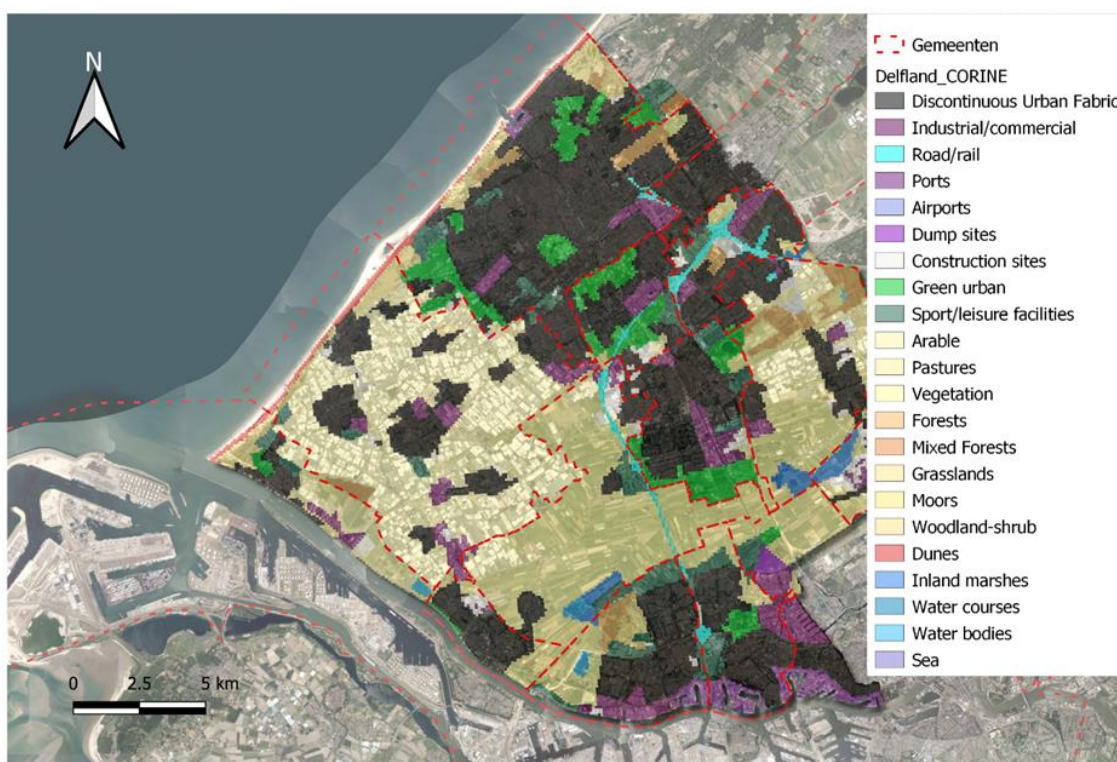 N
Gemeenten
Delfland_CORINE
Discontinuous Urban Fabric
Industrial/commercial
Road/rail
Ports
Airports
Dump sites
Construction sites
Green urban
Sport/leisure facilities
Arable
Pastures
Vegetation
Forests
Mixed Forests
Grasslands
Moors
Woodland-shrub
Dunes
Inland marshes
Water courses
Water bodies
Sea
0 2.5 5 km